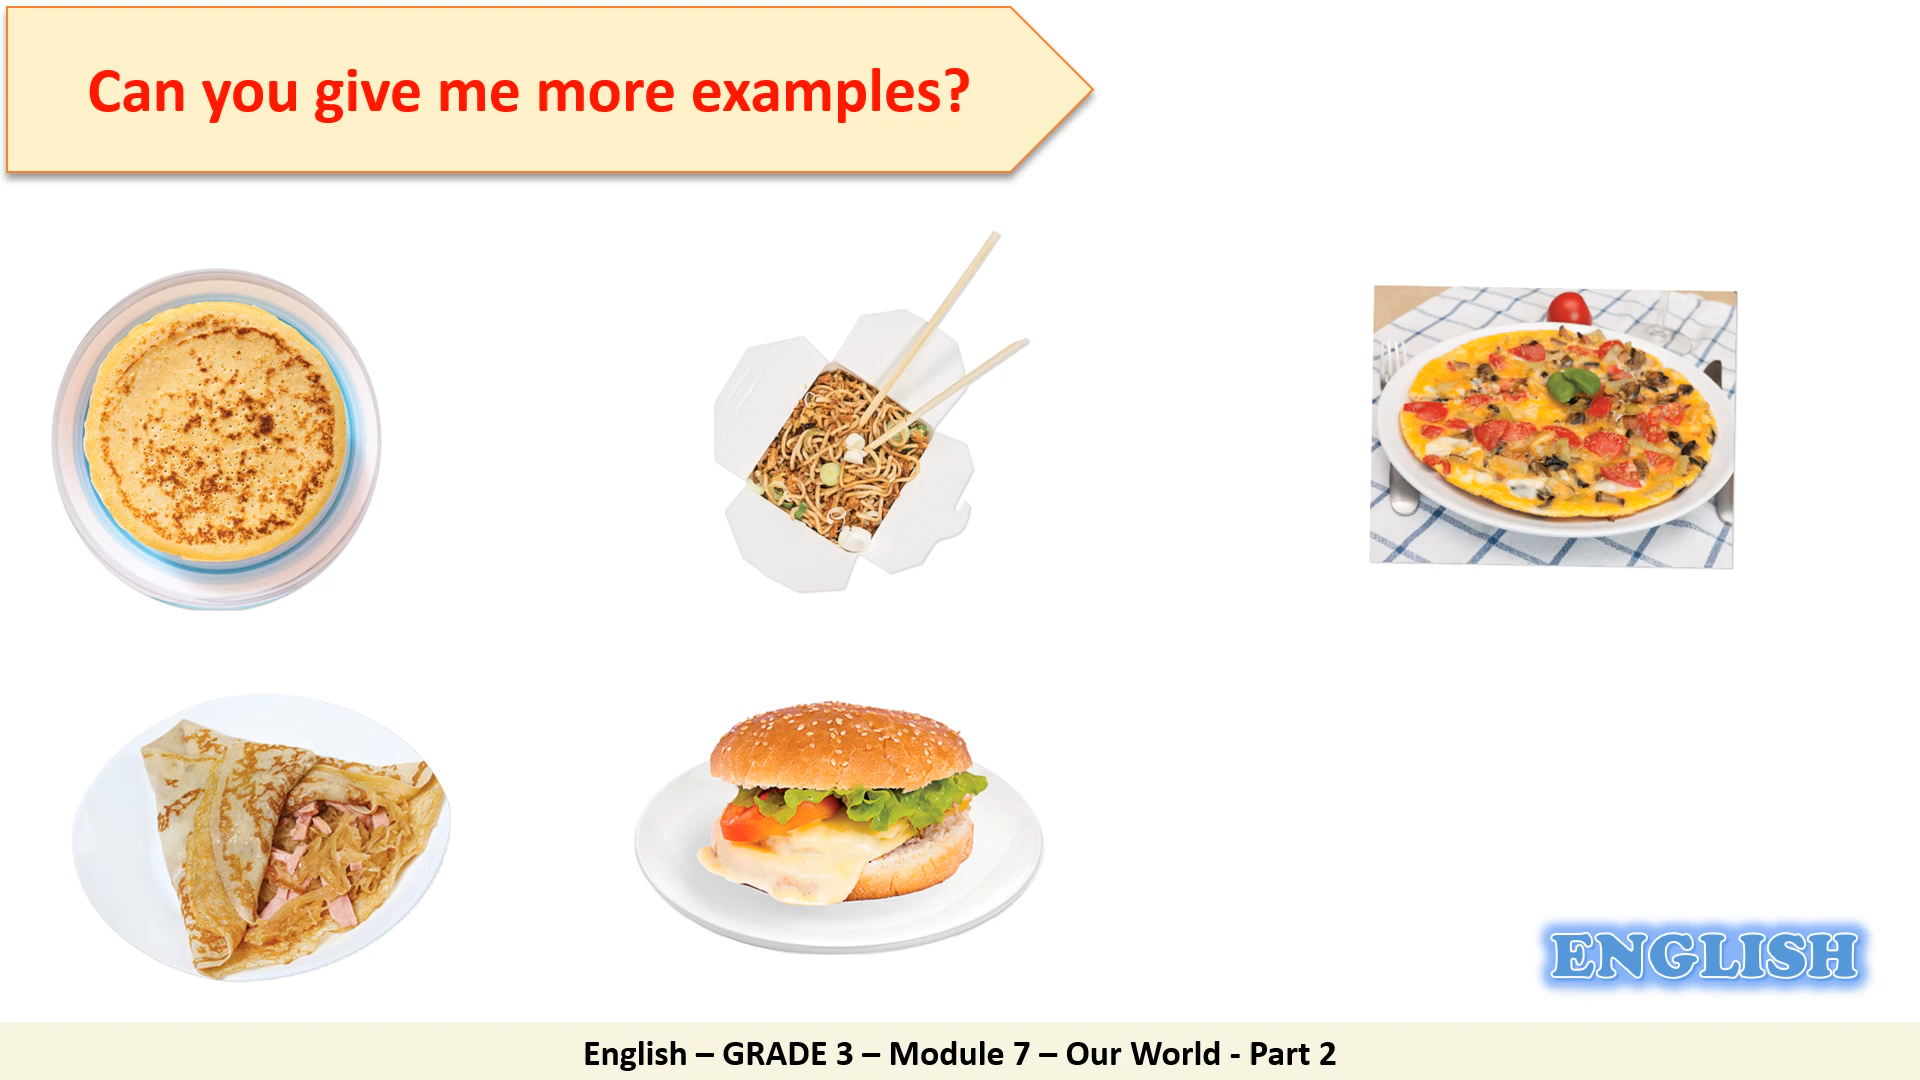 Can you give me more examples?
ENGLISH
English – GRADE 3 – Module 7 – Our World - Part 2